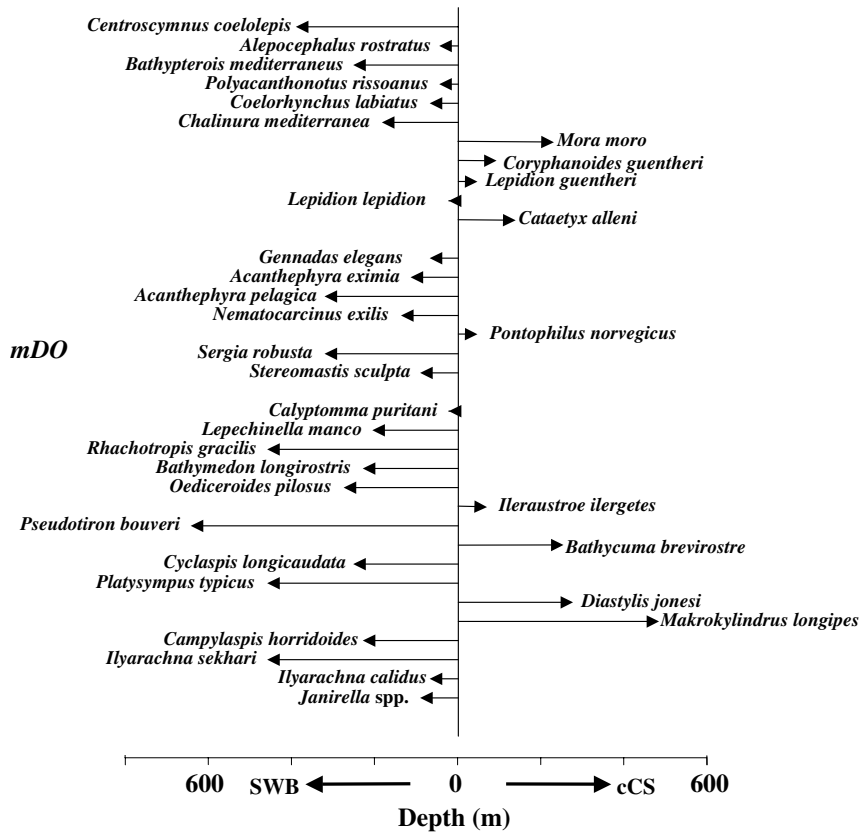 Centroscymnus coelolepis
Alepocephalus rostratus
Bathypterois mediterraneus
Polyacanthonotus rissoanus
Coelorhynchus labiatus
Chalinura mediterranea
Mora moro
Coryphanoides guentheri
Lepidion guentheri
Lepidion lepidion
Cataetyx alleni
Gennadas elegans
Acanthephyra eximia
Acanthephyra pelagica
Nematocarcinus exilis
Pontophilus norvegicus
mDO
Sergia robusta
Stereomastis sculpta
Calyptomma puritani
Lepechinella manco
Rhachotropis gracilis
Bathymedon longirostris
Oediceroides pilosus
Ileraustroe ilergetes
Pseudotiron bouveri
Bathycuma brevirostre
Cyclaspis longicaudata
Platysympus typicus
Diastylis jonesi
Makrokylindrus longipes
Campylaspis horridoides
Ilyarachna sekhari
Ilyarachna calidus
Janirella spp.
600 SWB 0 cCS 600
Depth (m)